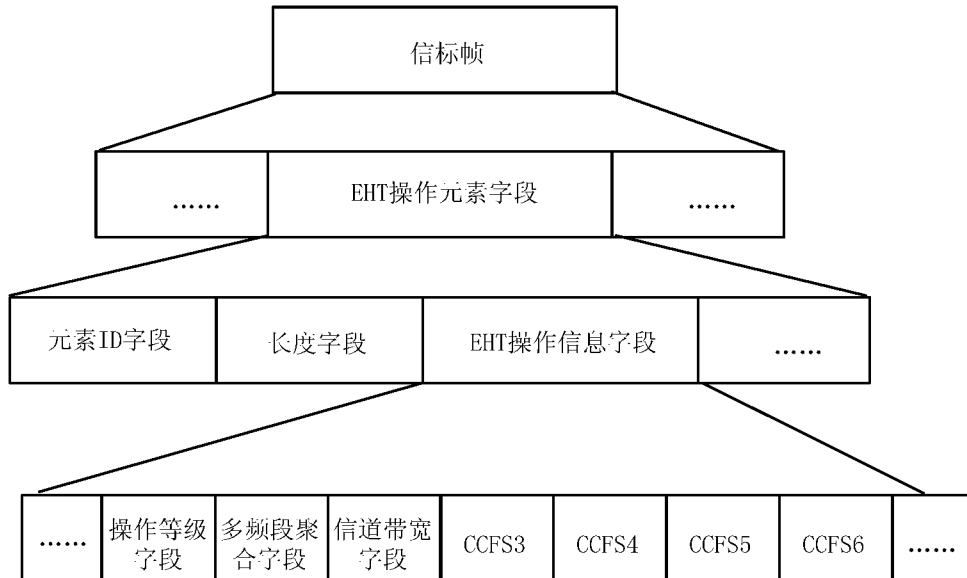 信标帧
...... EHT操作元素字段 ......
元素ID字段 长度字段 EHT操作信息字段 ......
...... 操作等级字段 多频段聚合字段 信道带宽字段 CCFS3 CCFS4 CCFS5 CCFS6 ......